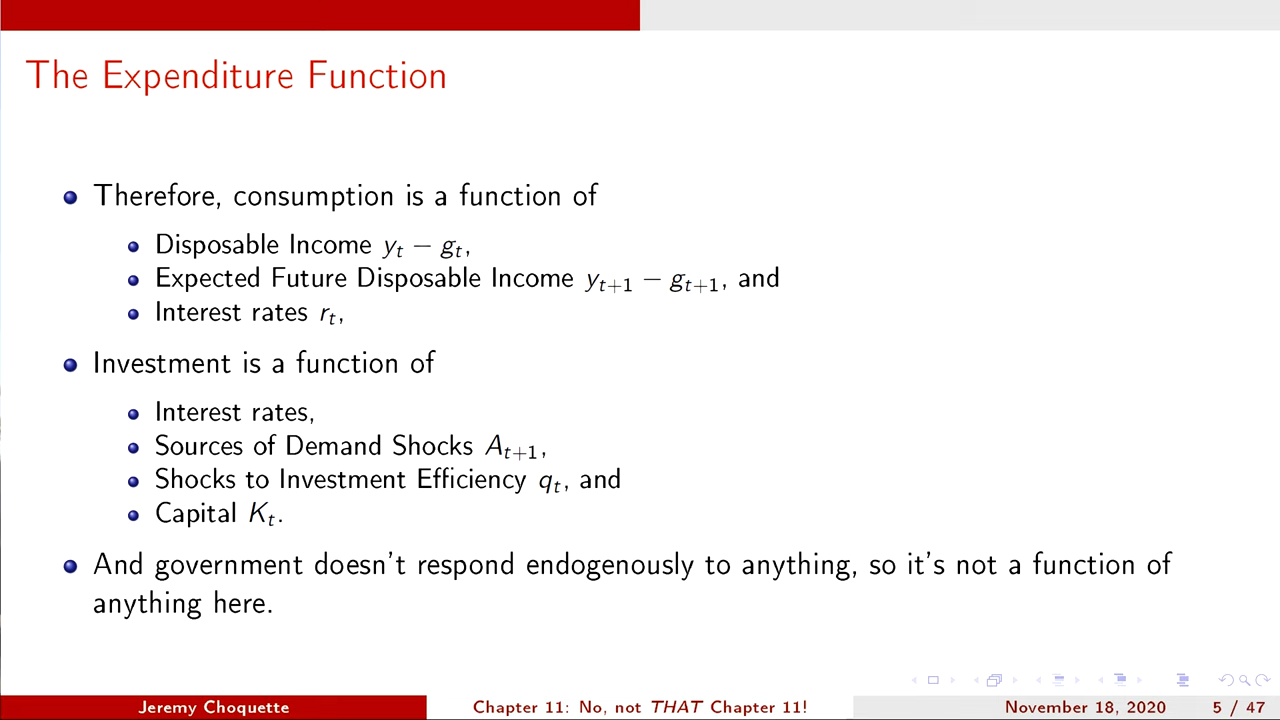 The Expenditure Function
Therefore, consumption is a function of
Disposable Income yₜ − gₜ,
Expected Future Disposable Income yₜ₊₁ − gₜ₊₁, and
Interest rates rₜ,
Investment is a function of
Interest rates,
Sources of Demand Shocks Aₜ₊₁,
Shocks to Investment Efficiency qₜ, and
Capital Kₜ.
And government doesn't respond endogenously to anything, so it's not a function of
anything here.
Jeremy Choquette Chapter 11: No, not THAT Chapter 11! November 18, 2020 5 / 47